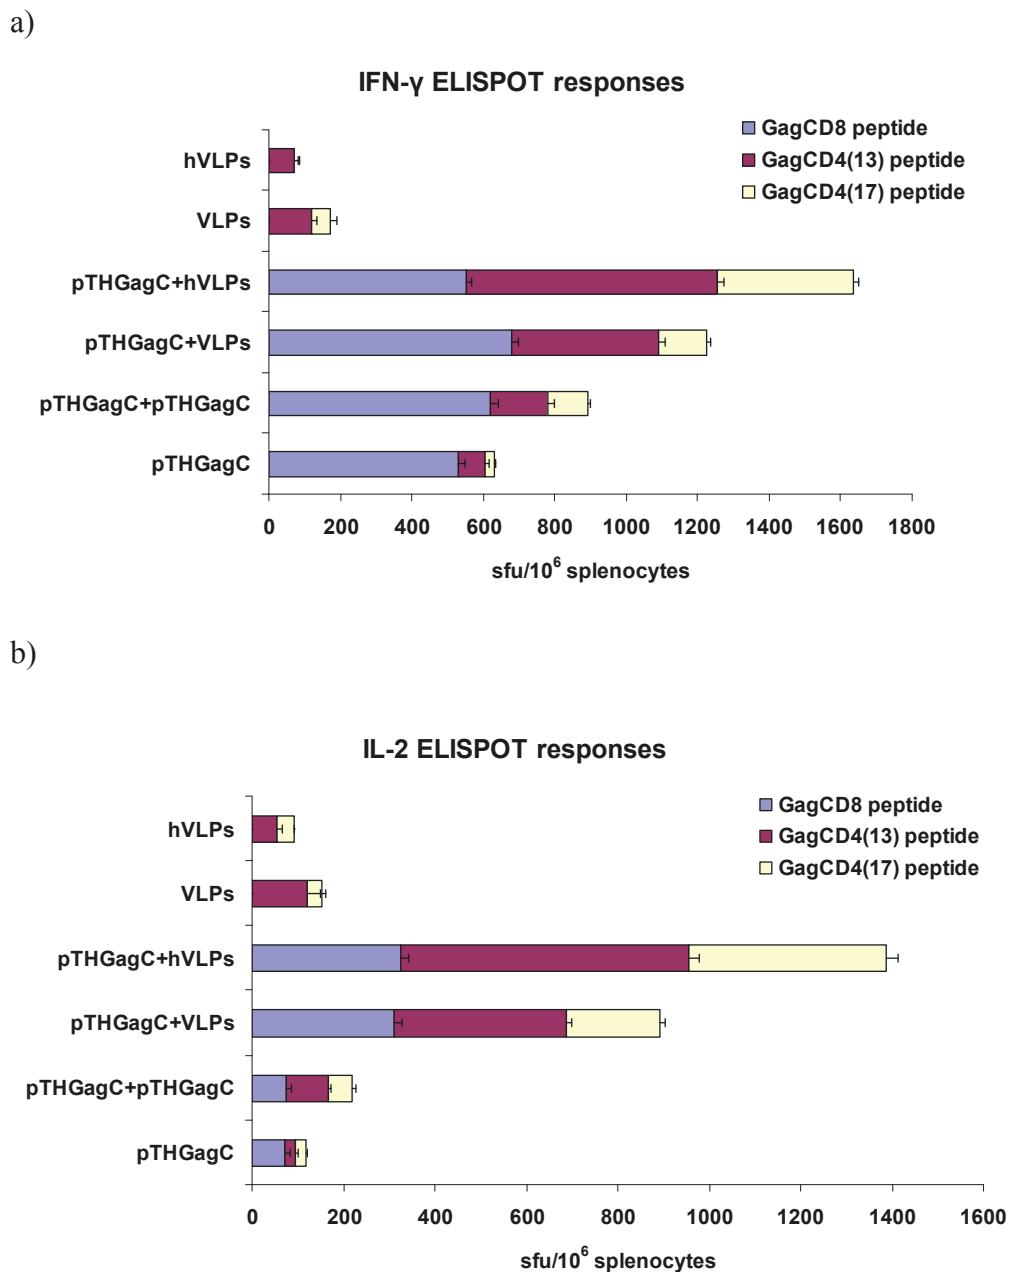 a)
IFN-γ ELISPOT responses
GagCD8 peptide
GagCD4(13) peptide
GagCD4(17) peptide
hVLPs
VLPs
pTHGagC+hVLPs
pTHGagC+VLPs
pTHGagC+pTHGagC
pTHGagC
0 200 400 600 800 1000 1200 1400 1600 1800
sfu/10⁶ splenocytes
b)
IL-2 ELISPOT responses
GagCD8 peptide
GagCD4(13) peptide
GagCD4(17) peptide
hVLPs
VLPs
pTHGagC+hVLPs
pTHGagC+VLPs
pTHGagC+pTHGagC
pTHGagC
0 200 400 600 800 1000 1200 1400 1600
sfu/10⁶ splenocytes